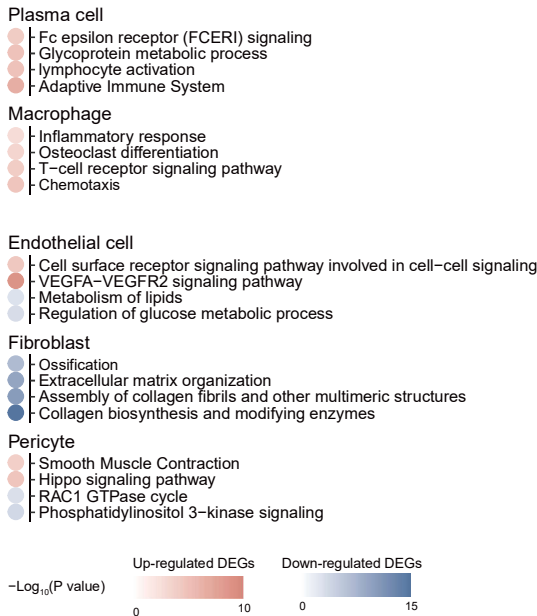 Plasma cell
Fc epsilon receptor (FCERI) signaling
Glycoprotein metabolic process
lymphocyte activation
Adaptive Immune System
Macrophage
Inflammatory response
Osteoclast differentiation
T−cell receptor signaling pathway
Chemotaxis
Endothelial cell
Cell surface receptor signaling pathway involved in cell−cell signaling
VEGFA−VEGFR2 signaling pathway
Metabolism of lipids
Regulation of glucose metabolic process
Fibroblast
Ossification
Extracellular matrix organization
Assembly of collagen fibrils and other multimeric structures
Collagen biosynthesis and modifying enzymes
Pericyte
Smooth Muscle Contraction
Hippo signaling pathway
RAC1 GTPase cycle
Phosphatidylinositol 3−kinase signaling
Up-regulated DEGs Down-regulated DEGs
−Log₁₀(P value)
0 10 0 15